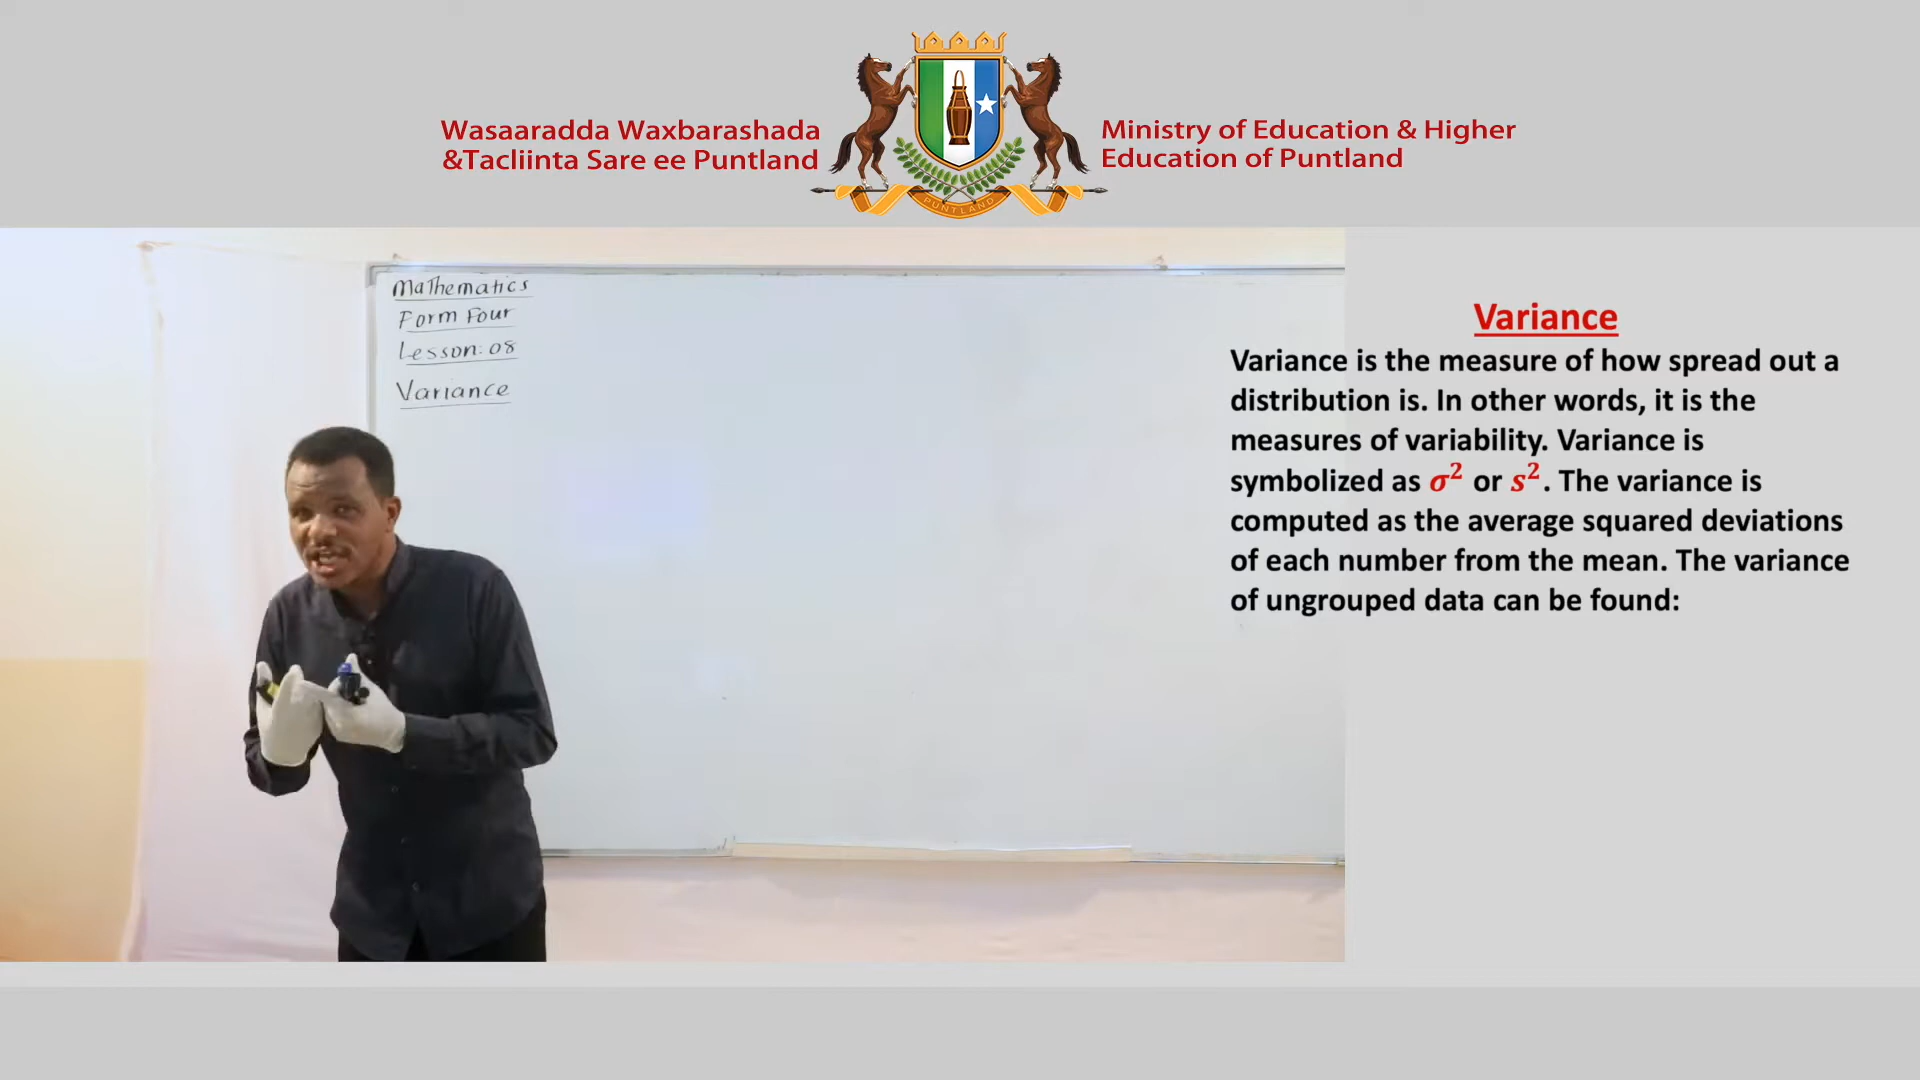 Wasaaradda Waxbarashada
&Tacliinta Sare ee Puntland
Ministry of Education & Higher
Education of Puntland
PUNTLAND
Mathematics
Form Four
Lesson: 08
Variance
Variance
Variance is the measure of how spread out a
distribution is. In other words, it is the
measures of variability. Variance is
symbolized as σ² or s². The variance is
computed as the average squared deviations
of each number from the mean. The variance
of ungrouped data can be found: